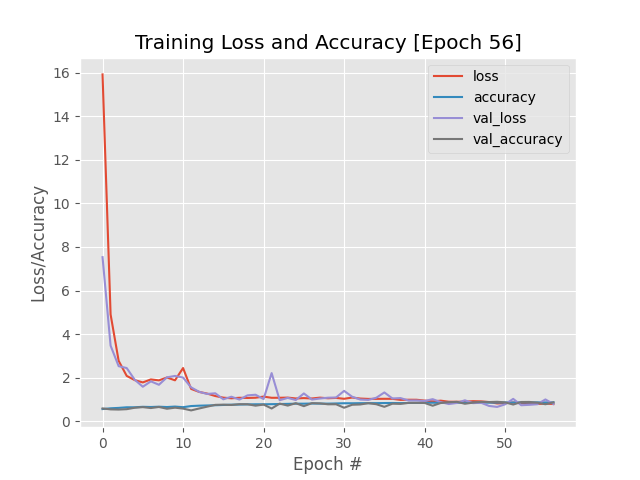 Training Loss and Accuracy [Epoch 56]
loss
accuracy
val_loss
val_accuracy
Loss/Accuracy
16
14
12
10
8
6
4
2
0
0 10 20 30 40 50
Epoch #